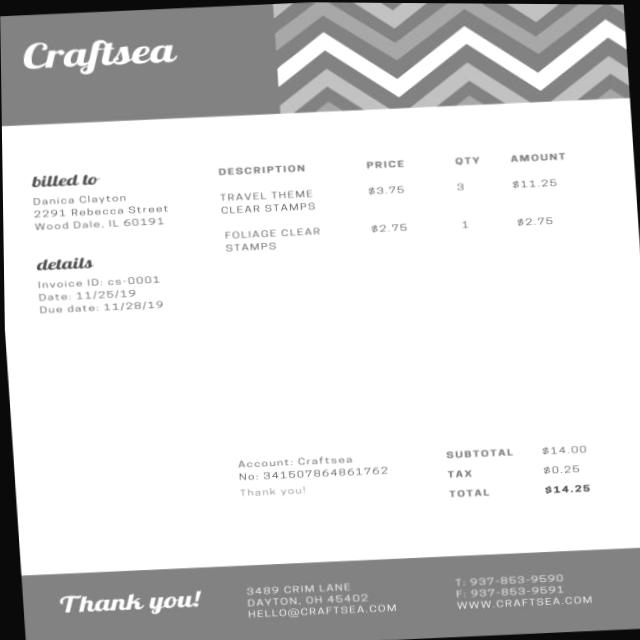 Craftsea
billed to
Danica Clayton
2291 Rebecca Street
Wood Dale, IL 60191
details
Invoice ID: cs-0001
Date: 11/25/19
Due date: 11/28/19
DESCRIPTION PRICE QTY AMOUNT
TRAVEL THEME
CLEAR STAMPS $3.75 3 $11.25
FOLIAGE CLEAR
STAMPS $2.75 1 $2.75
Account: Craftsea
No: 341507864861762
Thank you!
SUBTOTAL $14.00
TAX $0.25
TOTAL $14.25
Thank you!
3489 CRIM LANE
DAYTON, OH 45402
HELLO@CRAFTSEA.COM
T: 937-853-9590
F: 937-853-9591
WWW.CRAFTSEA.COM